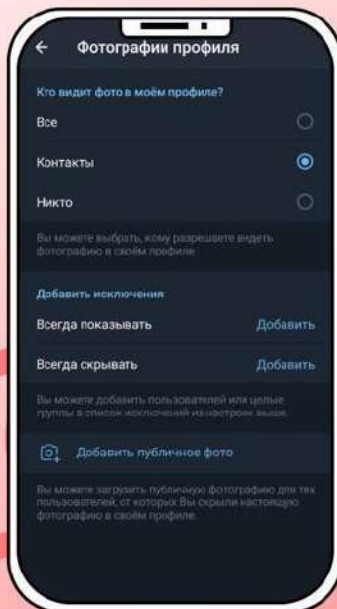 Фотографии профиля
Кто видит фото в моём профиле?
Все
Контакты
Никто
Вы можете выбрать, кому разрешаете видеть
фотографию в своём профиле.
Добавить исключения
Всегда показывать Добавить
Всегда скрывать Добавить
Вы можете добавить пользователей или целые
группы в список исключений из настроек выше.
Добавить публичное фото
Вы можете загрузить публичную фотографию для тех
пользователей, от которых Вы скрыли настоящую
фотографию в своём профиле.